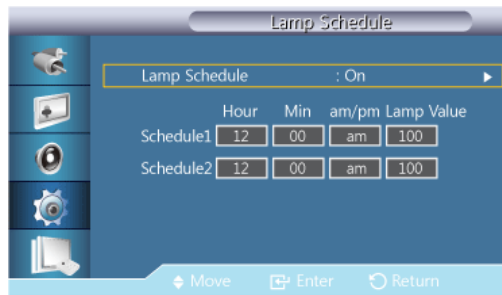 Lamp Schedule
Lamp Schedule : On
Hour Min am/pm Lamp Value
Schedule1 12 00 am 100
Schedule2 12 00 am 100
Move Enter Return